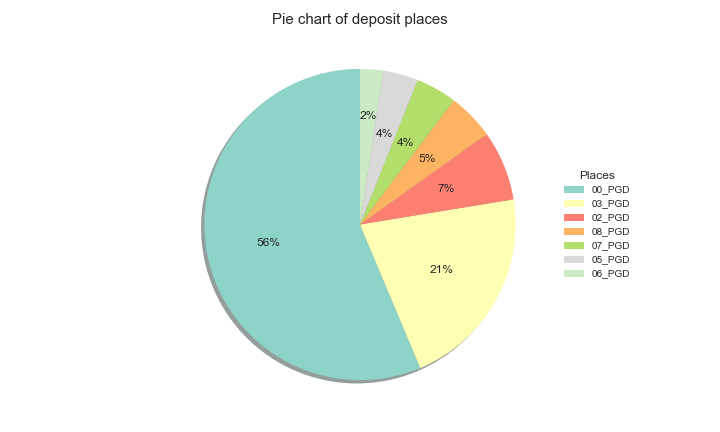 Pie chart of deposit places
2%
4%
4%
5%
7%
56%
21%
Places
00_PGD
03_PGD
02_PGD
08_PGD
07_PGD
05_PGD
06_PGD